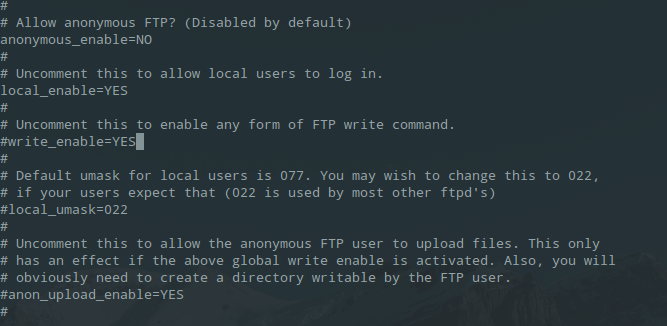 #
# Allow anonymous FTP? (Disabled by default)
anonymous_enable=NO
#
# Uncomment this to allow local users to log in.
local_enable=YES
#
# Uncomment this to enable any form of FTP write command.
#write_enable=YES
#
# Default umask for local users is 077. You may wish to change this to 022,
# if your users expect that (022 is used by most other ftpd's)
#local_umask=022
#
# Uncomment this to allow the anonymous FTP user to upload files. This only
# has an effect if the above global write enable is activated. Also, you will
# obviously need to create a directory writable by the FTP user.
#anon_upload_enable=YES
#